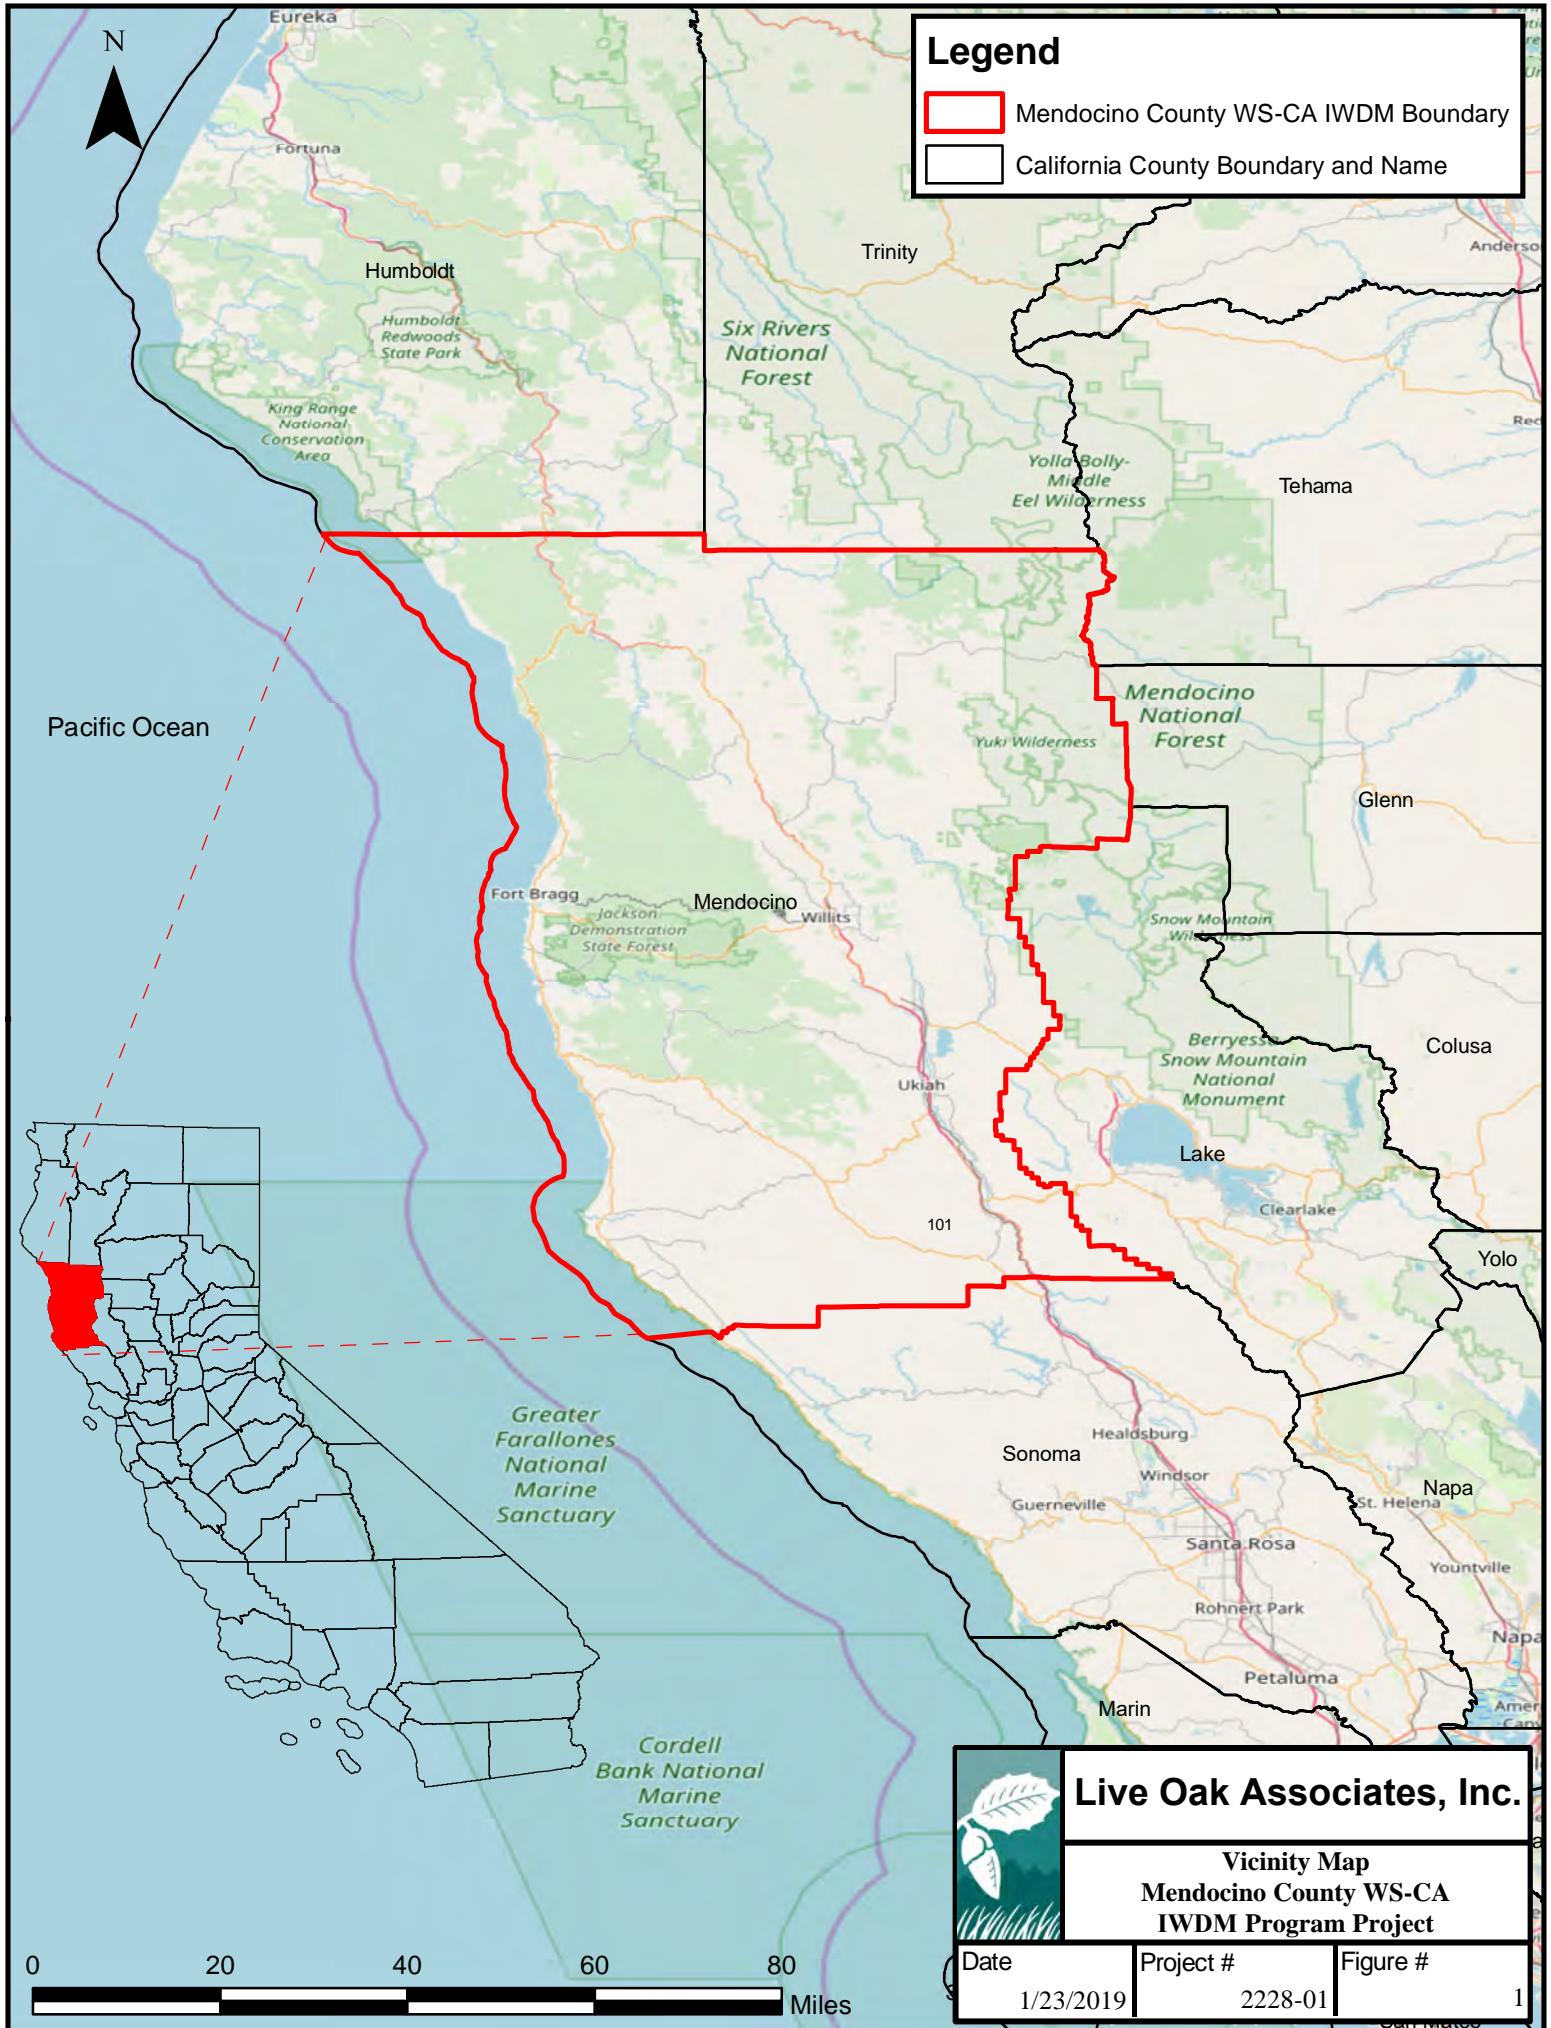 Eureka
N
Legend
Mendocino County WS-CA IWDM Boundary
California County Boundary and Name
Fortuna
Trinity
Humboldt
Humboldt
Redwoods
State Park
Six Rivers
National
Forest
King Range
National
Conservation
Area
Yolla Bolly-
Middle
Eel Wilderness
Tehama
Pacific Ocean
Mendocino
National
Forest
Yuki Wilderness
Glenn
Fort Bragg
Mendocino
Willits
Jackson
Demonstration
State Forest
Snow Mountain
Wilderness
Colusa
Berryessa
Snow Mountain
National
Monument
Ukiah
Lake
Clearlake
101
Yolo
Greater
Farallones
National
Marine
Sanctuary
Healdsburg
Sonoma
Windsor
Guerneville
Napa
St. Helena
Santa Rosa
Yountville
Rohnert Park
Napa
Petaluma
Marin
Cordell
Bank National
Marine
Sanctuary
Live Oak Associates, Inc.
Vicinity Map
Mendocino County WS-CA
IWDM Program Project
Date
1/23/2019
Project #
2228-01
Figure #
1
0 20 40 60 80
Miles